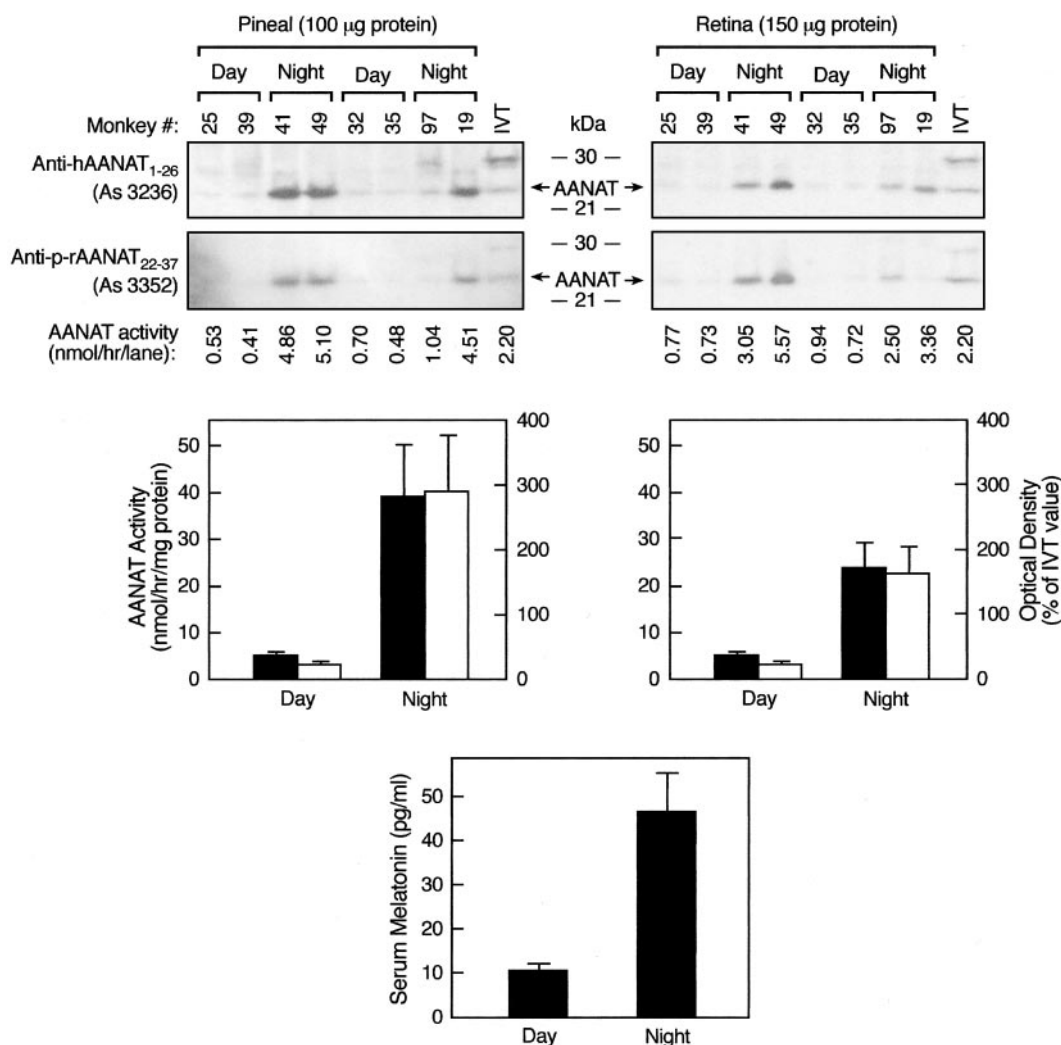 Pineal (100 µg protein)
Retina (150 µg protein)
Day Night Day Night
Day Night Day Night
Monkey #: 25 39 41 49 32 35 97 19 IVT
kDa
25 39 41 49 32 35 97 19 IVT
Anti-hAANAT1-26
(As 3236)
– 30 –
AANAT
– 21 –
Anti-p-rAANAT22-37
(As 3352)
– 30 –
AANAT
– 21 –
AANAT activity
(nmol/hr/lane):
0.53 0.41 4.86 5.10 0.70 0.48 1.04 4.51 2.20
0.77 0.73 3.05 5.57 0.94 0.72 2.50 3.36 2.20
AANAT Activity
(nmol/hr/mg protein)
50
40
30
20
10
0
400
300
200
100
0
Day Night
50
40
30
20
10
0
400
300
200
100
0
Optical Density
(% of IVT value)
Day Night
Serum Melatonin (pg/ml)
50
40
30
20
10
0
Day Night